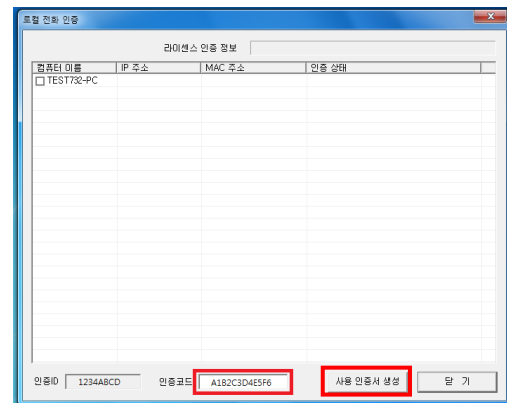 로컬 전화 인증
라이센스 인증 정보
컴퓨터 이름 IP 주소 MAC 주소 인증 상태
TEST732-PC
인증ID 1234ABCD 인증코드 A1B2C3D4E5F6 사용 인증서 생성 닫 기